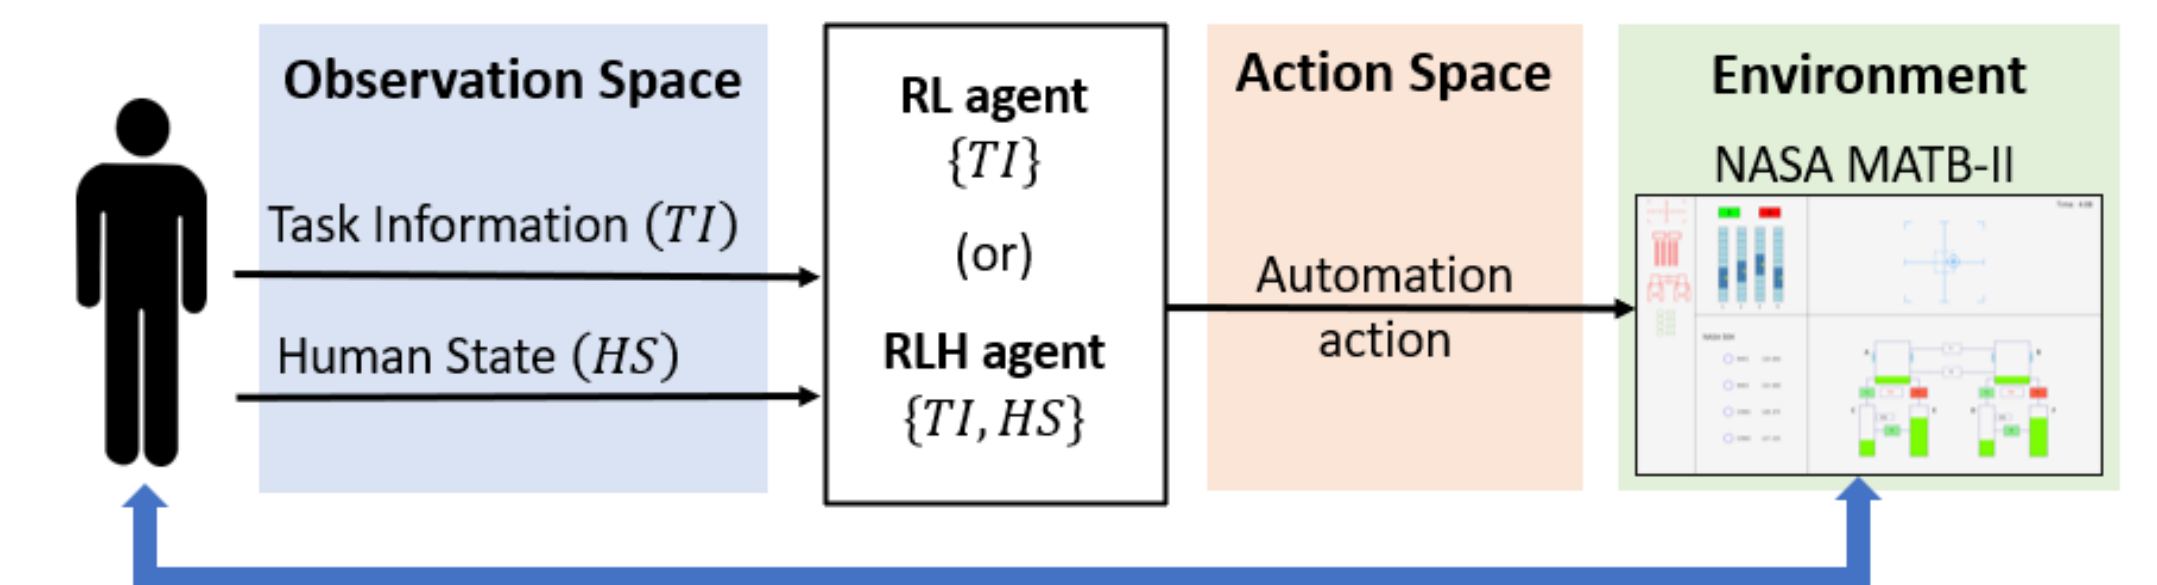 Observation Space
Task Information (TI)
Human State (HS)
RL agent
{TI}
(or)
RLH agent
{TI, HS}
Action Space
Automation
action
Environment
NASA MATB-II